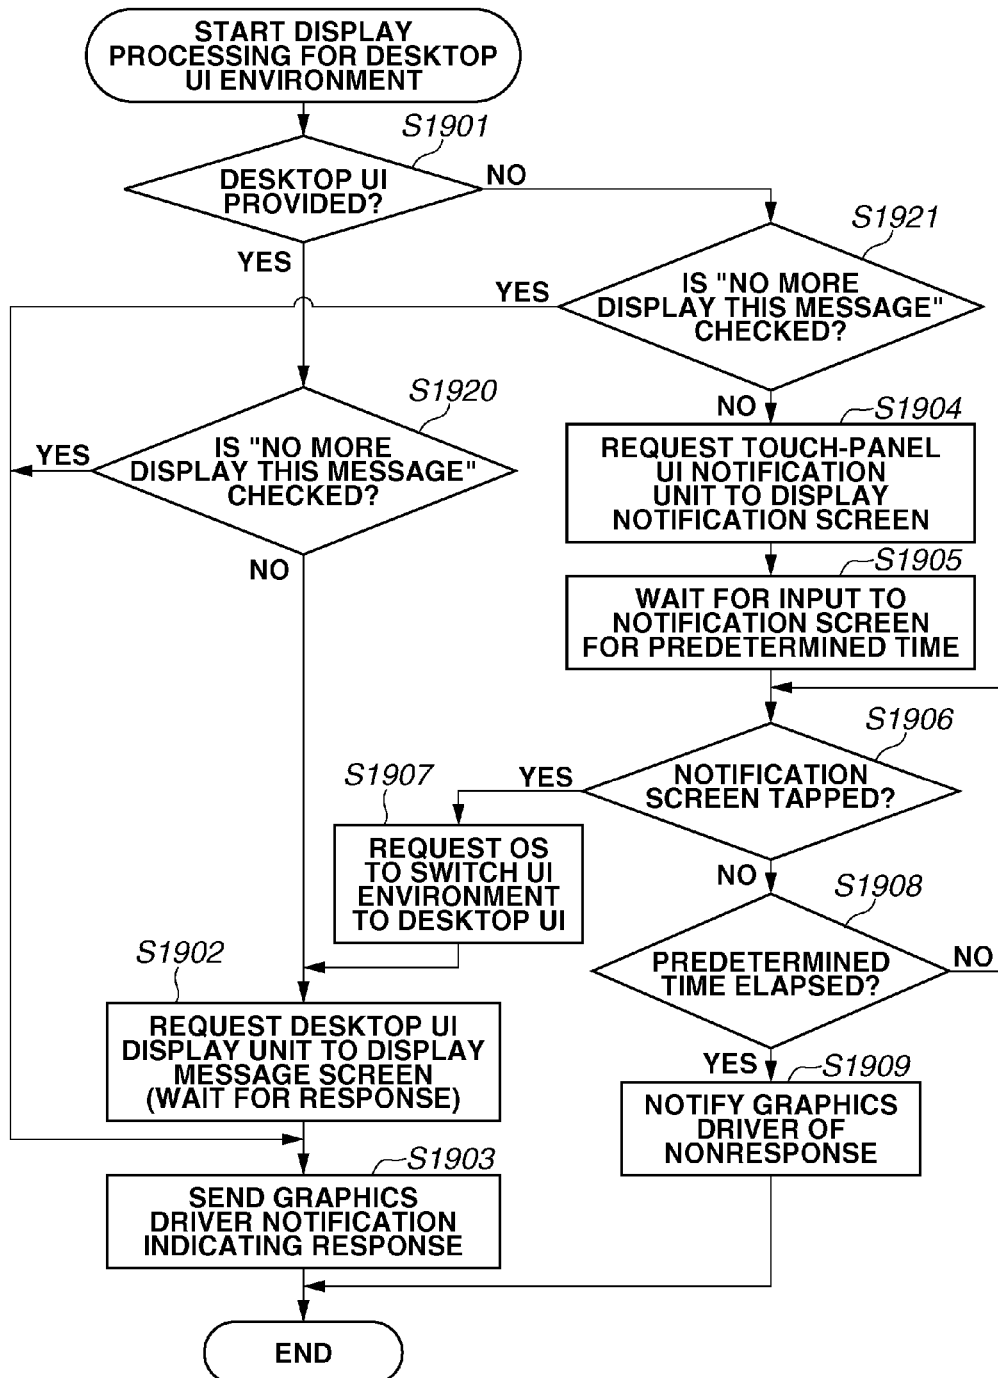 START DISPLAY
PROCESSING FOR DESKTOP
UI ENVIRONMENT
S1901
DESKTOP UI
PROVIDED?
NO
YES
S1921
IS "NO MORE
DISPLAY THIS MESSAGE"
CHECKED?
YES
NO
S1920
IS "NO MORE
DISPLAY THIS MESSAGE"
CHECKED?
YES
NO
S1904
REQUEST TOUCH-PANEL
UI NOTIFICATION
UNIT TO DISPLAY
NOTIFICATION SCREEN
S1905
WAIT FOR INPUT TO
NOTIFICATION SCREEN
FOR PREDETERMINED TIME
S1906
NOTIFICATION
SCREEN TAPPED?
YES
NO
S1907
REQUEST OS
TO SWITCH UI
ENVIRONMENT
TO DESKTOP UI
S1908
PREDETERMINED
TIME ELAPSED?
NO
YES
S1902
REQUEST DESKTOP UI
DISPLAY UNIT TO DISPLAY
MESSAGE SCREEN
(WAIT FOR RESPONSE)
S1909
NOTIFY GRAPHICS
DRIVER OF
NONRESPONSE
S1903
SEND GRAPHICS
DRIVER NOTIFICATION
INDICATING RESPONSE
END